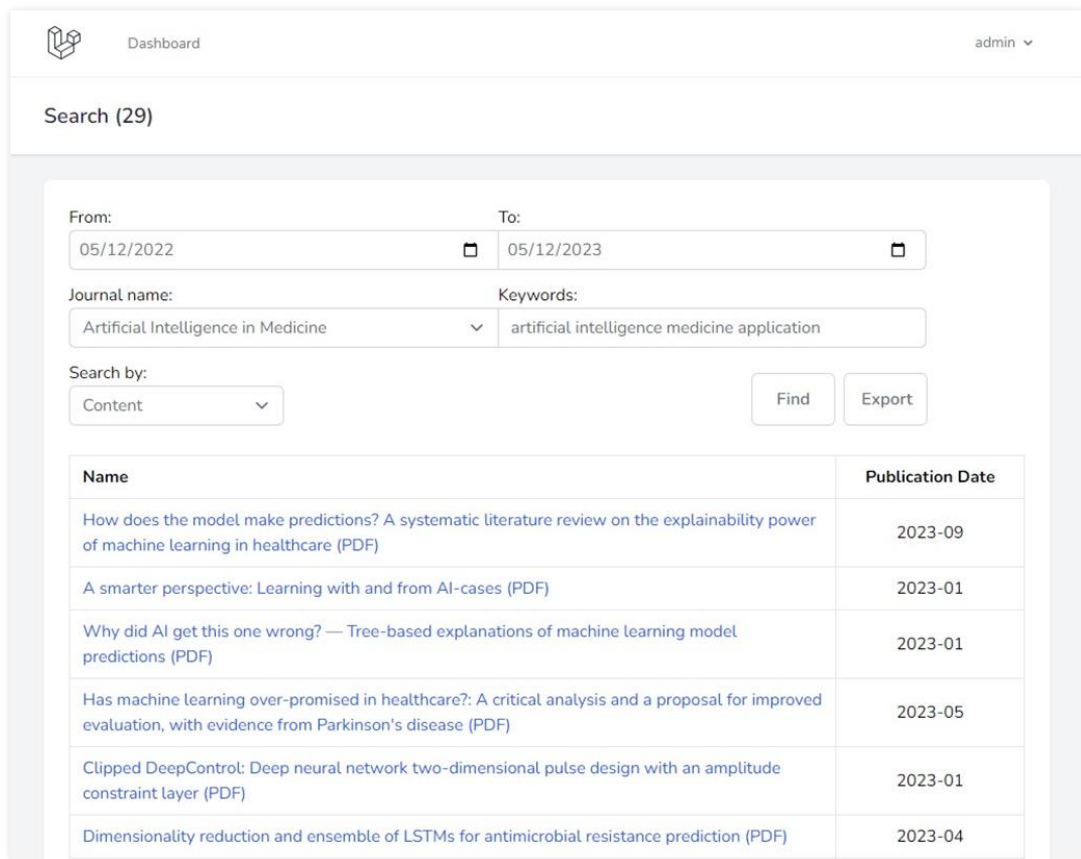 Dashboard
admin
Search (29)
From:
To:
05/12/2022
05/12/2023
Journal name:
Keywords:
Artificial Intelligence in Medicine
artificial intelligence medicine application
Search by:
Content
Find
Export
Name
Publication Date
How does the model make predictions? A systematic literature review on the explainability power
of machine learning in healthcare (PDF)
2023-09
A smarter perspective: Learning with and from AI-cases (PDF)
2023-01
Why did AI get this one wrong? — Tree-based explanations of machine learning model
predictions (PDF)
2023-01
Has machine learning over-promised in healthcare?: A critical analysis and a proposal for improved
evaluation, with evidence from Parkinson's disease (PDF)
2023-05
Clipped DeepControl: Deep neural network two-dimensional pulse design with an amplitude
constraint layer (PDF)
2023-01
Dimensionality reduction and ensemble of LSTMs for antimicrobial resistance prediction (PDF)
2023-04